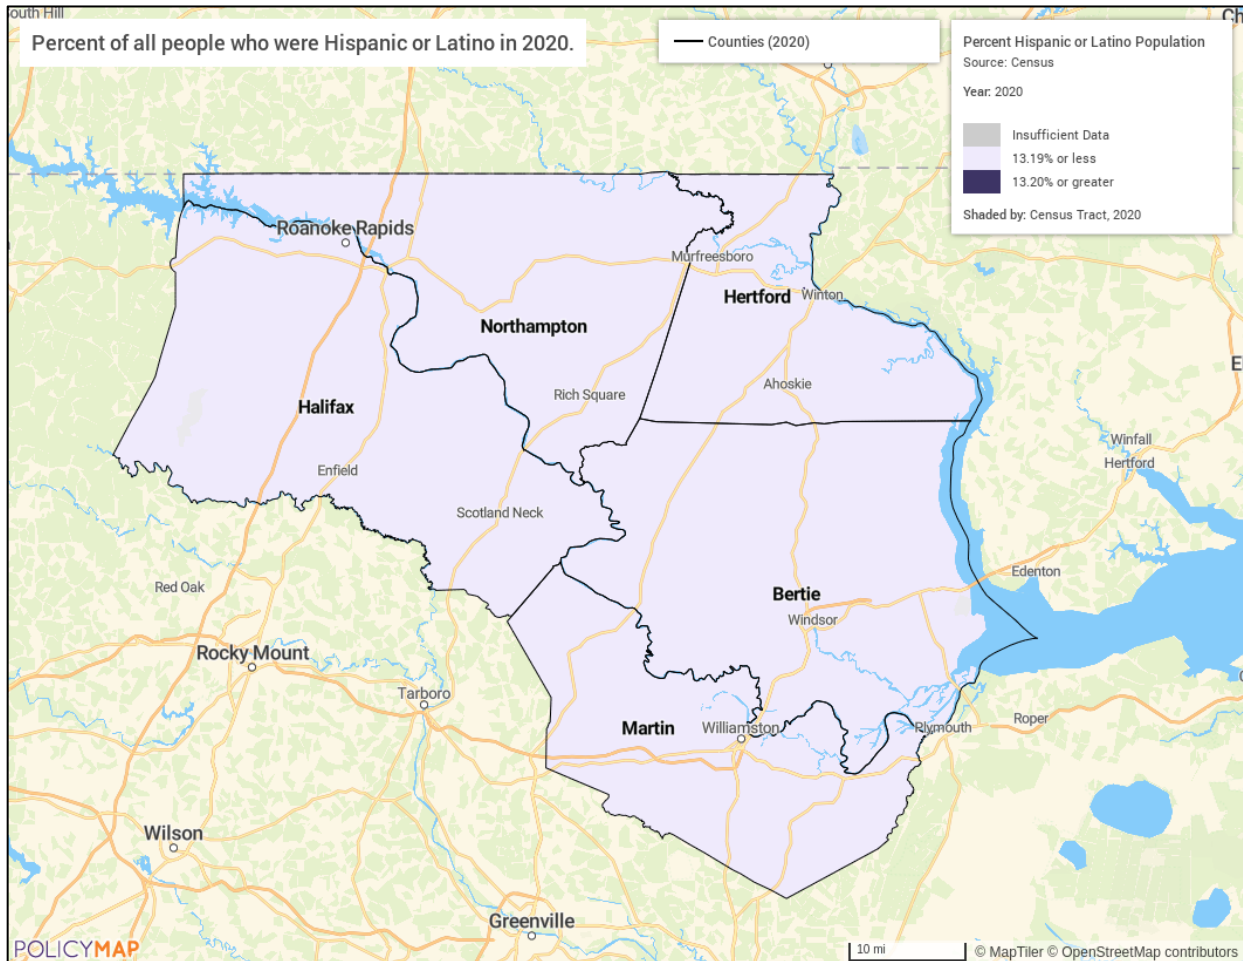 South Hill
Percent of all people who were Hispanic or Latino in 2020.
Counties (2020)
Percent Hispanic or Latino Population
Source: Census
Year: 2020
Insufficient Data
13.19% or less
13.20% or greater
Shaded by: Census Tract, 2020
Roanoke Rapids
Murfreesboro
Hertford
Winton
Northampton
Ahoskie
Rich Square
Halifax
Winfall
Hertford
Enfield
Scotland Neck
Edenton
Red Oak
Bertie
Windsor
Rocky Mount
Tarboro
Martin
Williamston
Plymouth
Roper
Wilson
Greenville
POLICYMAP
10 mi
© MapTiler © OpenStreetMap contributors